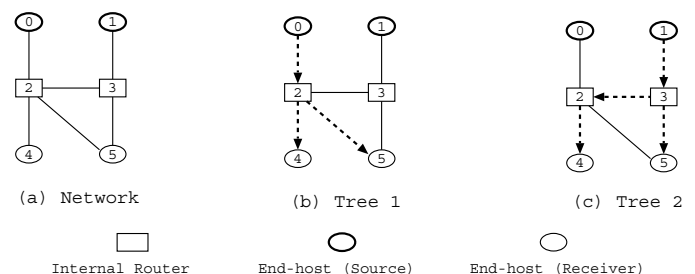 0 1 0 1 0 1
2 3 2 3 2 3
4 5 4 5 4 5
(a) Network (b) Tree 1 (c) Tree 2
Internal Router End-host (Source) End-host (Receiver)